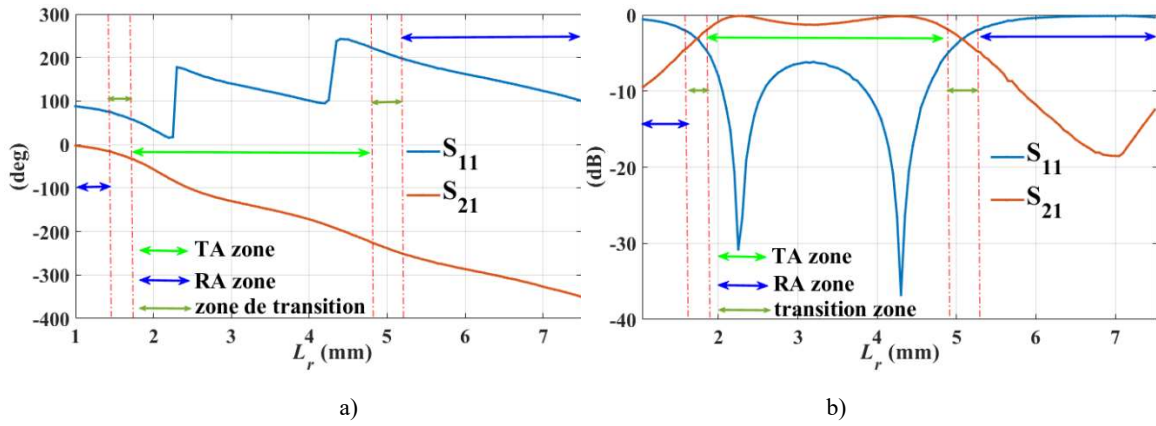 300
200
100
0
-100
-200
-300
-400
(deg)
S11
S21
TA zone
RA zone
zone de transition
1 2 3 4 5 6 7
Lr (mm)
a)
0
-10
-20
-30
-40
(dB)
S11
S21
TA zone
RA zone
transition zone
2 3 4 5 6 7
Lr (mm)
b)